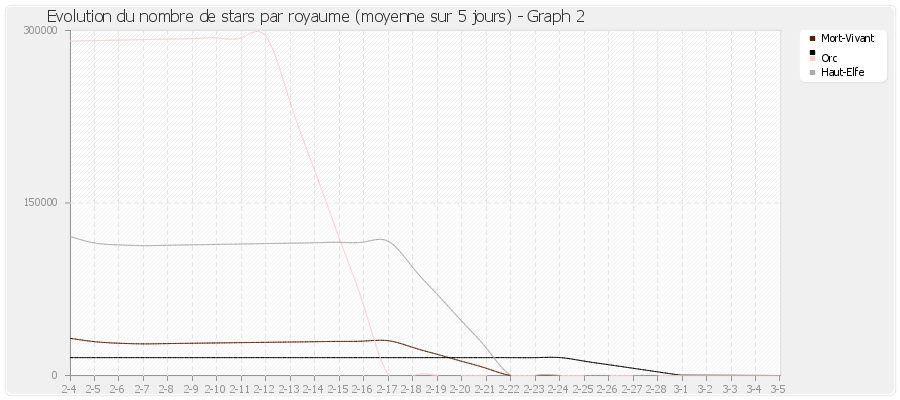 Evolution du nombre de stars par royaume (moyenne sur 5 jours) - Graph 2
300000
150000
0
2-4 2-5 2-6 2-7 2-8 2-9 2-10 2-11 2-12 2-13 2-14 2-15 2-16 2-17 2-18 2-19 2-20 2-21 2-22 2-23 2-24 2-25 2-26 2-27 2-28 3-1 3-2 3-3 3-4 3-5
Mort-Vivant
Orc
Haut-Elfe